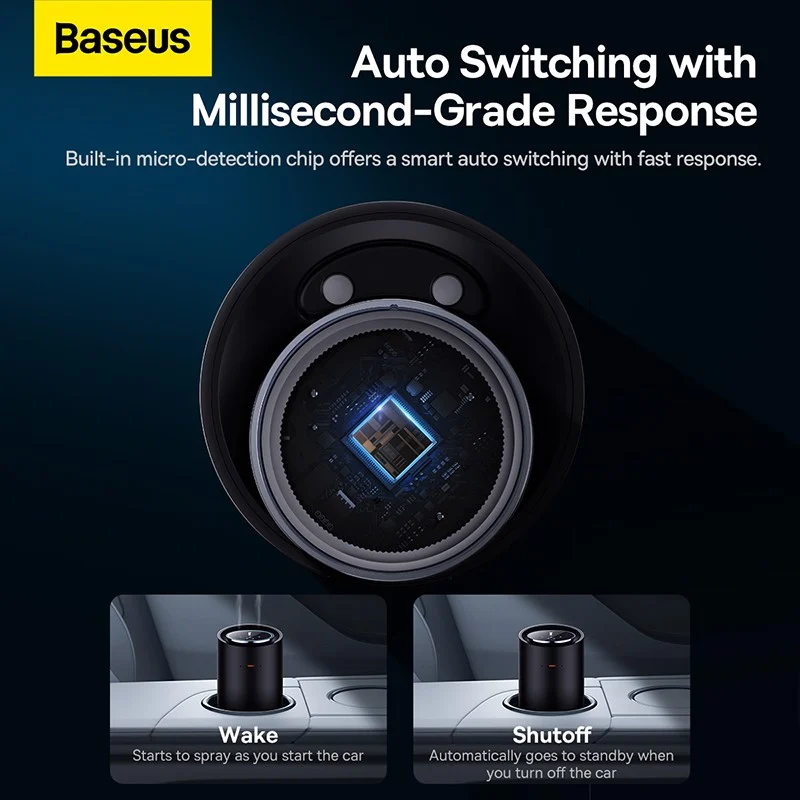 Baseus
Auto Switching with
Millisecond-Grade Response
Built-in micro-detection chip offers a smart auto switching with fast response.
Wake
Starts to spray as you start the car
Shutoff
Automatically goes to standby when
you turn off the car